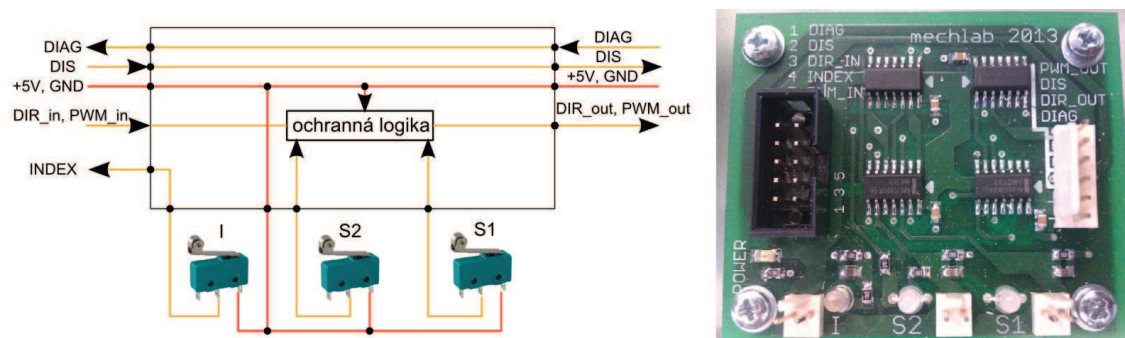 DIAG
DIS
+5V, GND
DIR_in, PWM_in
INDEX
DIAG
DIS
+5V, GND
DIR_out, PWM_out
ochranná logika
I
S2
S1
1 DIAG
2 DIS
3 DIR_IN
4 INDEX
mechlab 2013
PWM_OUT
DIS
DIR_OUT
DIAG
1 3 5
POWER
I
S2
S1